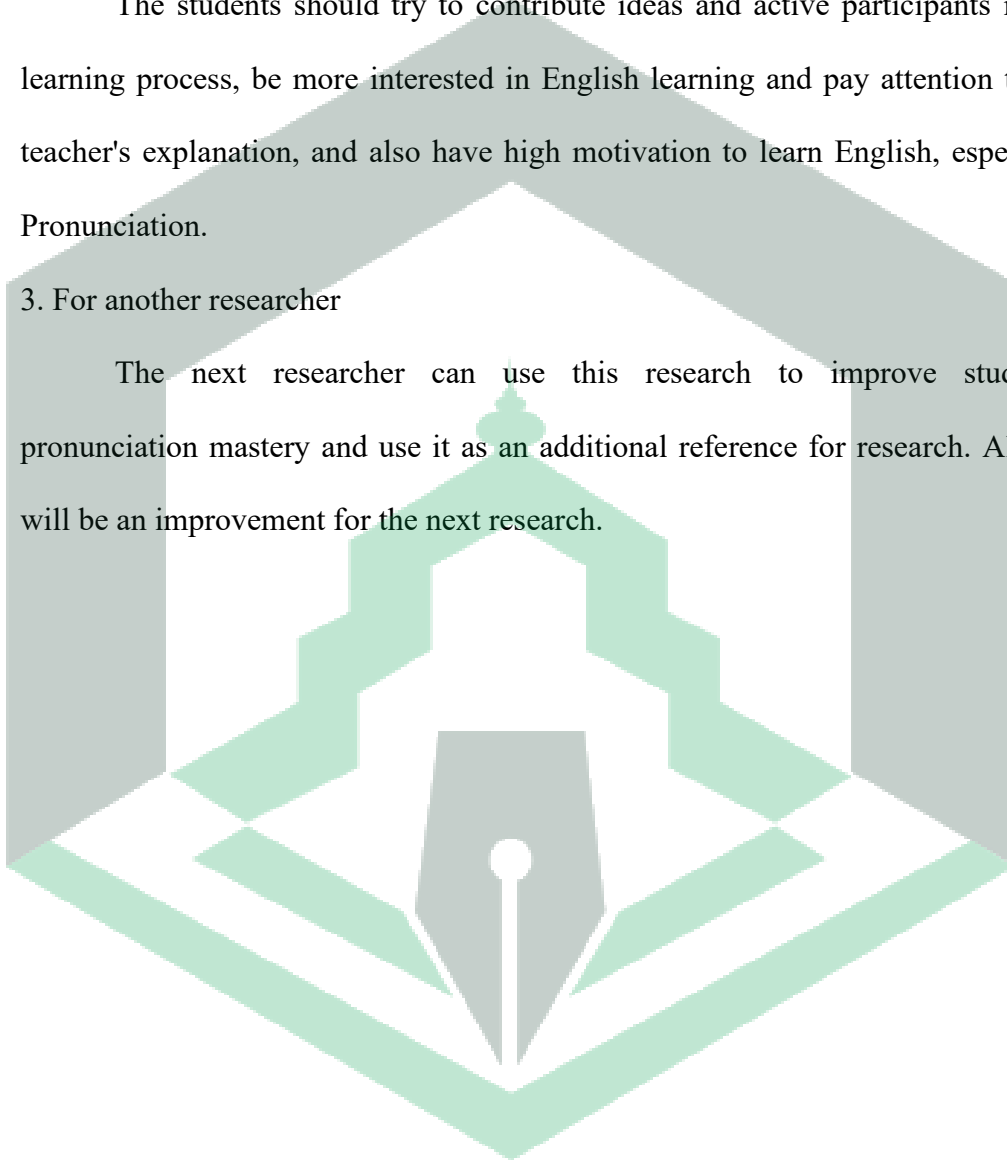 The students should try to contribute ideas and active participants
learning process, be more interested in English learning and pay attention
teacher's explanation, and also have high motivation to learn English,
Pronunciation.
3. For another researcher
The next researcher can use this research to improve
pronunciation mastery and use it as an additional reference for research.
will be an improvement for the next research.